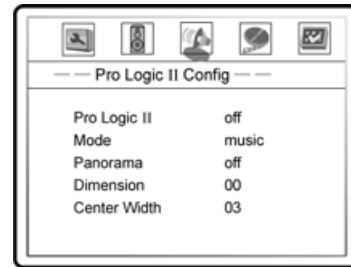 — — Pro Logic II Config — —
Pro Logic II off
Mode music
Panorama off
Dimension 00
Center Width 03